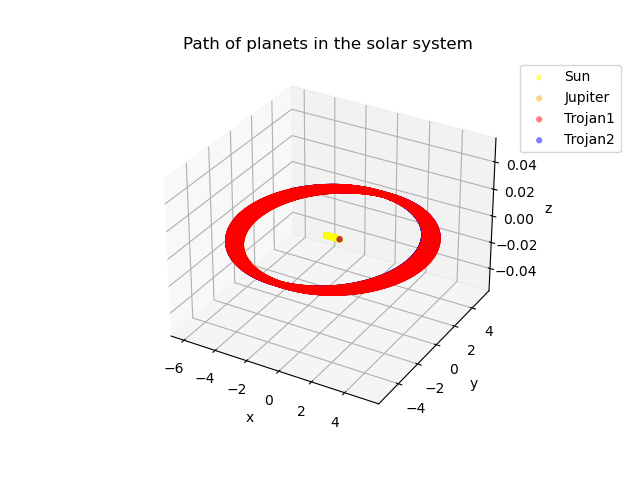 Path of planets in the solar system
Sun
Jupiter
Trojan1
Trojan2
0.04
0.02
0.00
−0.02
−0.04
z
4
2
0
−2
−4
y
−6
−4
−2
0
2
4
x